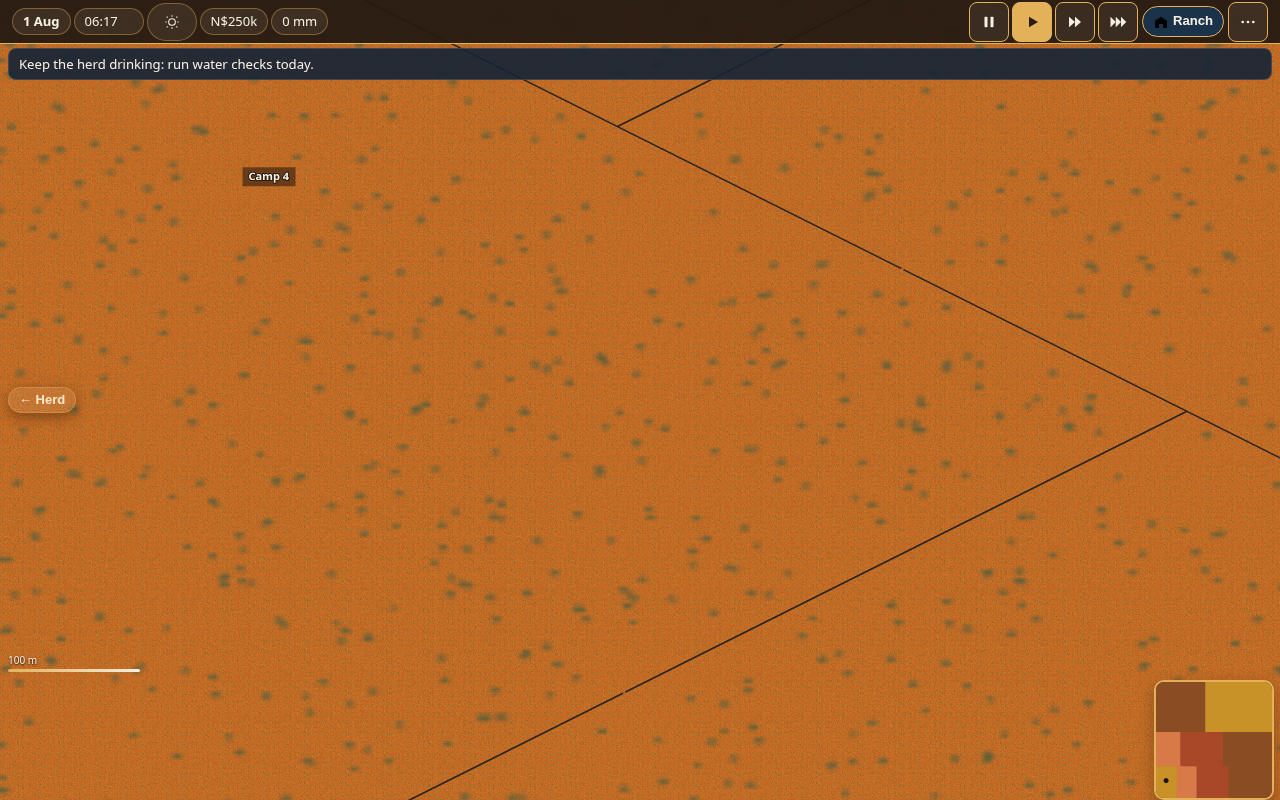 1 Aug 06:17 N$250k 0 mm Ranch
Keep the herd drinking: run water checks today.
Camp 4
← Herd
100 m